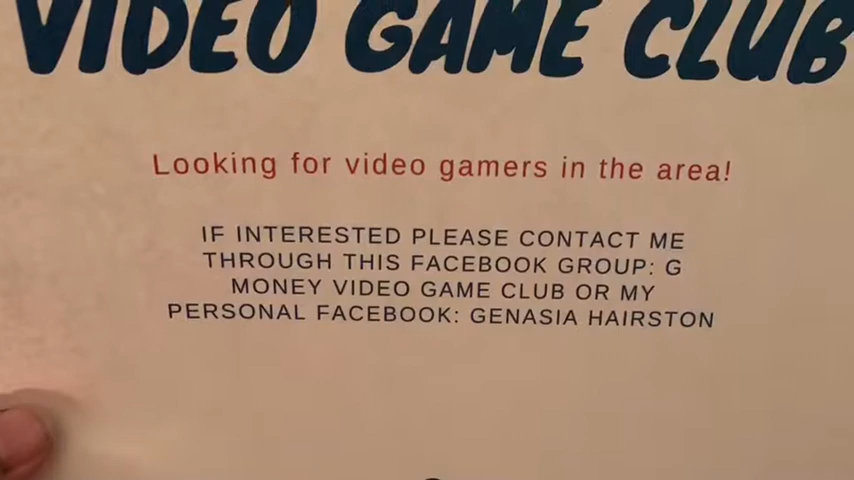 VIDEO GAME CLUB
Looking for video gamers in the area!
IF INTERESTED PLEASE CONTACT ME
THROUGH THIS FACEBOOK GROUP: G
MONEY VIDEO GAME CLUB OR MY
PERSONAL FACEBOOK: GENASIA HAIRSTON